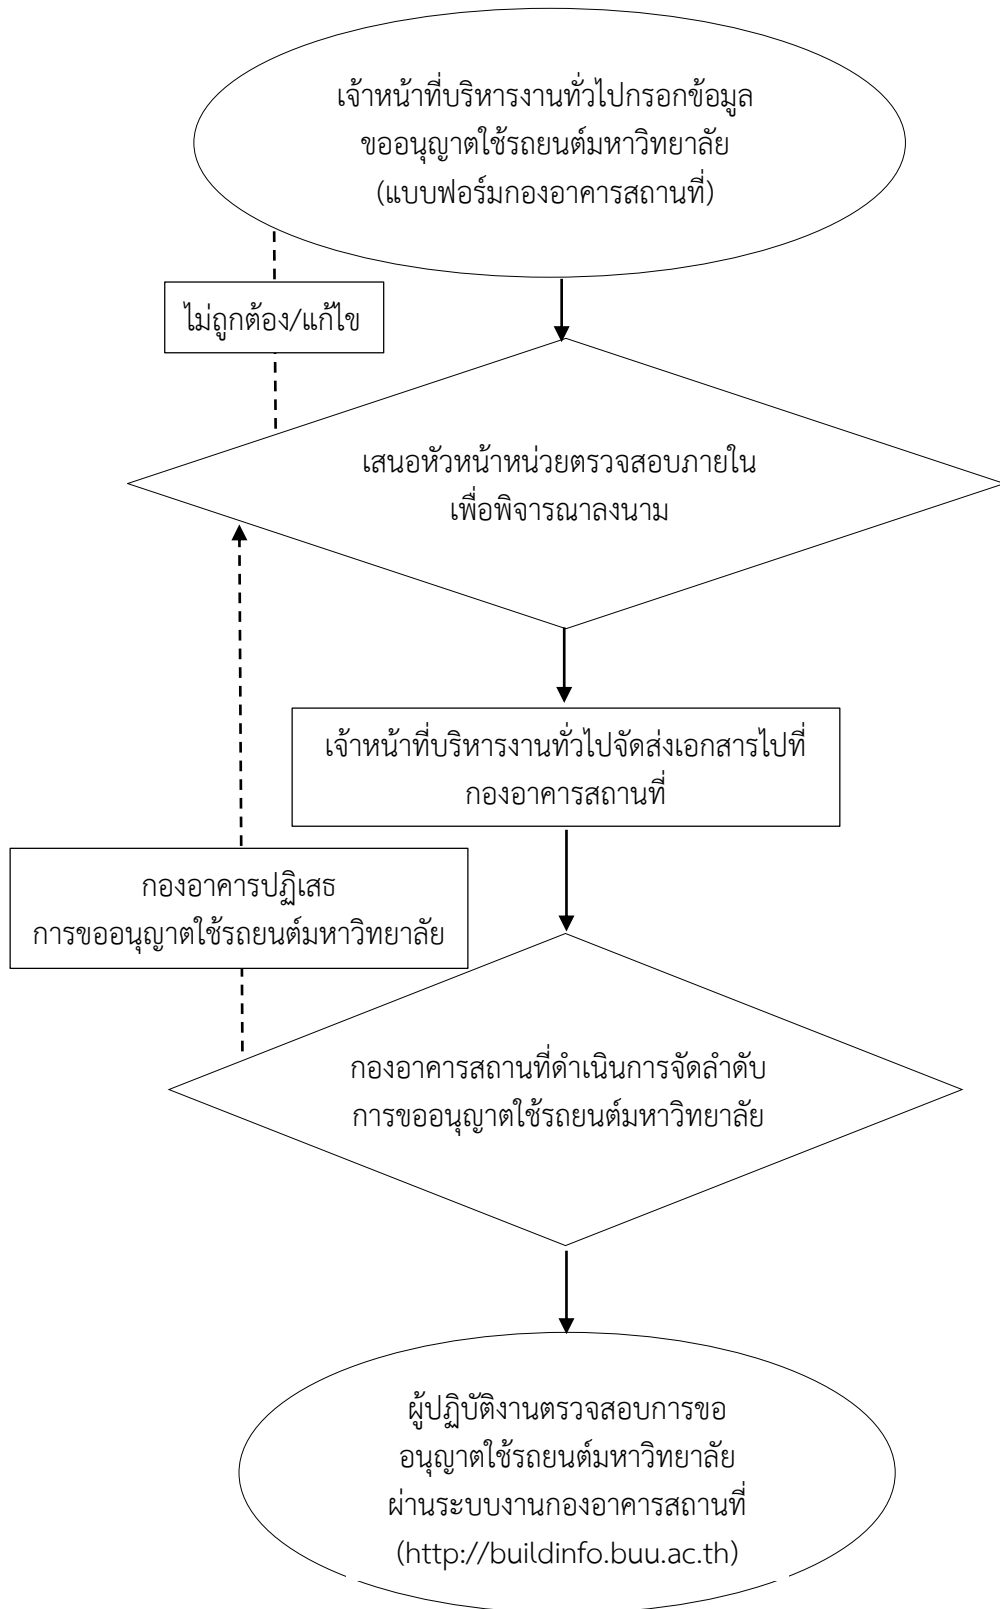 เจ้าหน้าที่บริหารงานทั่วไปกรอกข้อมูล
ขออนุญาตใช้รถยนต์มหาวิทยาลัย
(แบบฟอร์มกองอาคารสถานที่)
ไม่ถูกต้อง/แก้ไข
เสนอหัวหน้าหน่วยตรวจสอบภายใน
เพื่อพิจารณาลงนาม
เจ้าหน้าที่บริหารงานทั่วไปจัดส่งเอกสารไปที่
กองอาคารสถานที่
กองอาคารปฏิเสธ
การขออนุญาตใช้รถยนต์มหาวิทยาลัย
กองอาคารสถานที่ดำเนินการจัดลำดับ
การขออนุญาตใช้รถยนต์มหาวิทยาลัย
ผู้ปฏิบัติงานตรวจสอบการขอ
อนุญาตใช้รถยนต์มหาวิทยาลัย
ผ่านระบบงานกองอาคารสถานที่
(http://buildinfo.buu.ac.th)